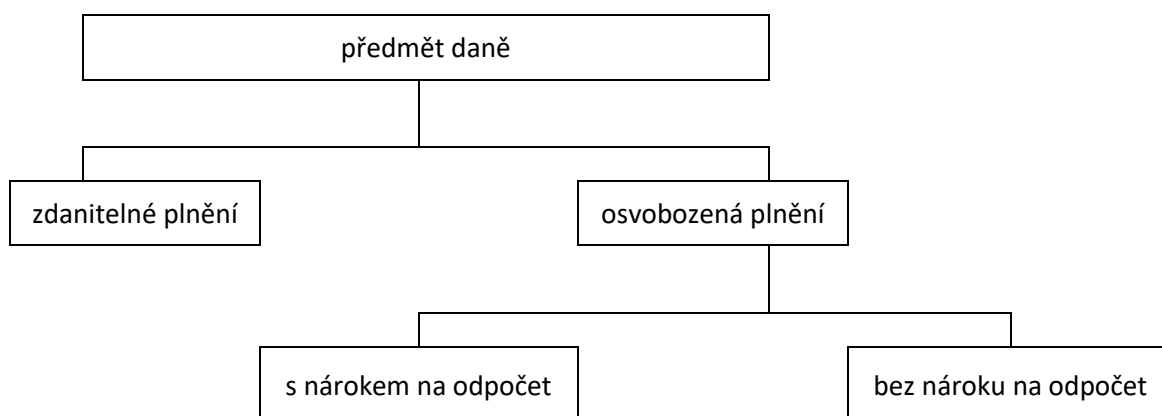 předmět daně
zdanitelné plnění
osvobozená plnění
s nárokem na odpočet
bez nároku na odpočet